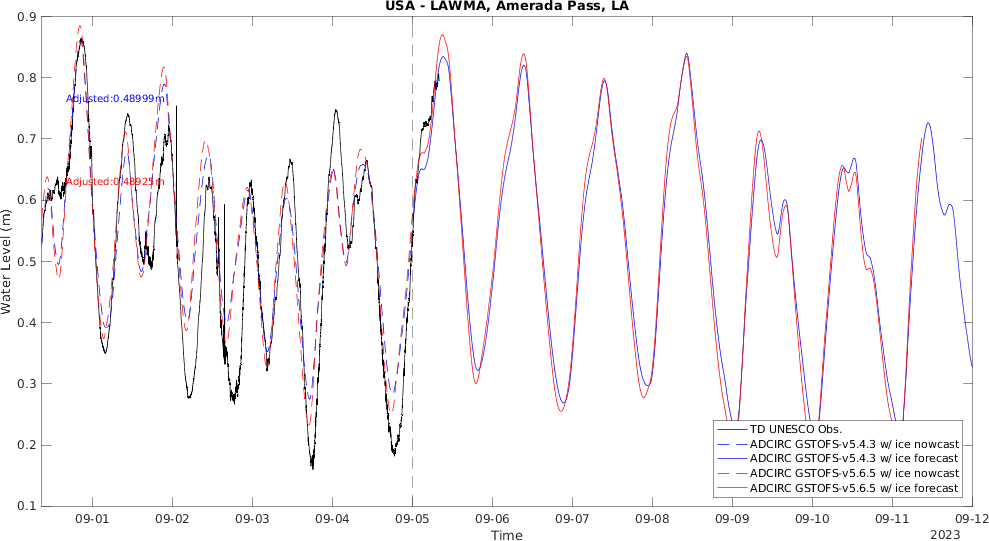 USA - LAWMA, Amerada Pass, LA
0.9
0.8
0.7
0.6
0.5
0.4
0.3
0.2
0.1
Water Level (m)
Adjusted:0.48999m
Adjusted:0.48925m
TD UNESCO Obs.
ADCIRC GSTOFS-v5.4.3 w/ ice nowcast
ADCIRC GSTOFS-v5.4.3 w/ ice forecast
ADCIRC GSTOFS-v5.6.5 w/ ice nowcast
ADCIRC GSTOFS-v5.6.5 w/ ice forecast
09-01 09-02 09-03 09-04 09-05 09-06 09-07 09-08 09-09 09-10 09-11 09-12
Time
2023